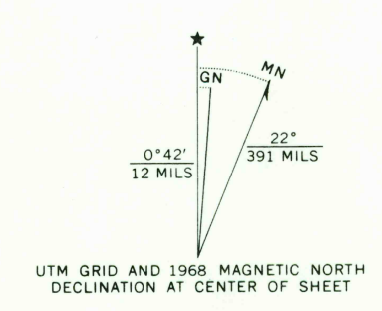 ★
GN
MN
0°42'
12 MILS
22°
391 MILS
UTM GRID AND 1968 MAGNETIC NORTH
DECLINATION AT CENTER OF SHEET